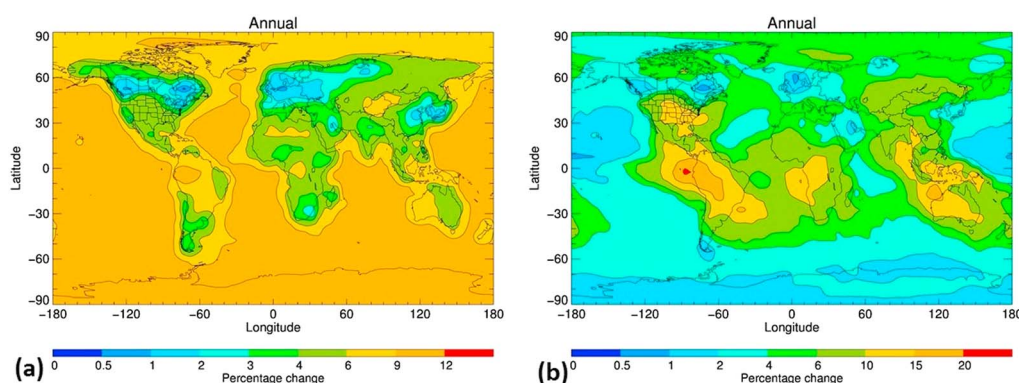 Annual
90
60
30
0
−30
−60
−90
Latitude
−180 −120 −60 0 60 120 180
Longitude
(a)
0 0.5 1 2 3 4 6 9 12
Percentage change
Annual
90
60
30
0
−30
−60
−90
Latitude
−180 −120 −60 0 60 120 180
Longitude
(b)
0 0.5 1 2 4 6 10 15 20
Percentage change